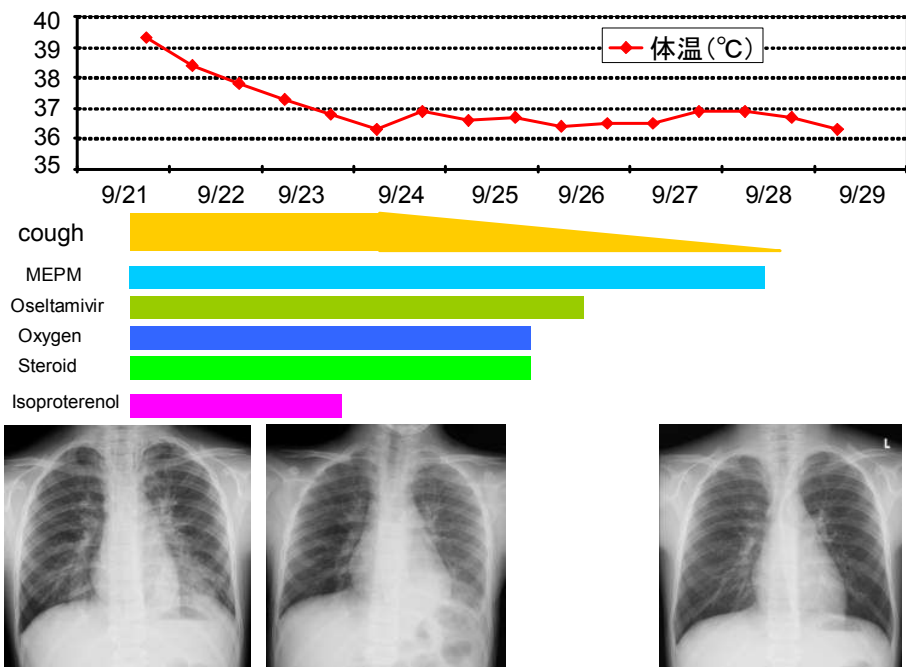 40
39
38
37
36
35
体温(℃)
9/21 9/22 9/23 9/24 9/25 9/26 9/27 9/28 9/29
cough
MEPM
Oseltamivir
Oxygen
Steroid
Isoproterenol
L